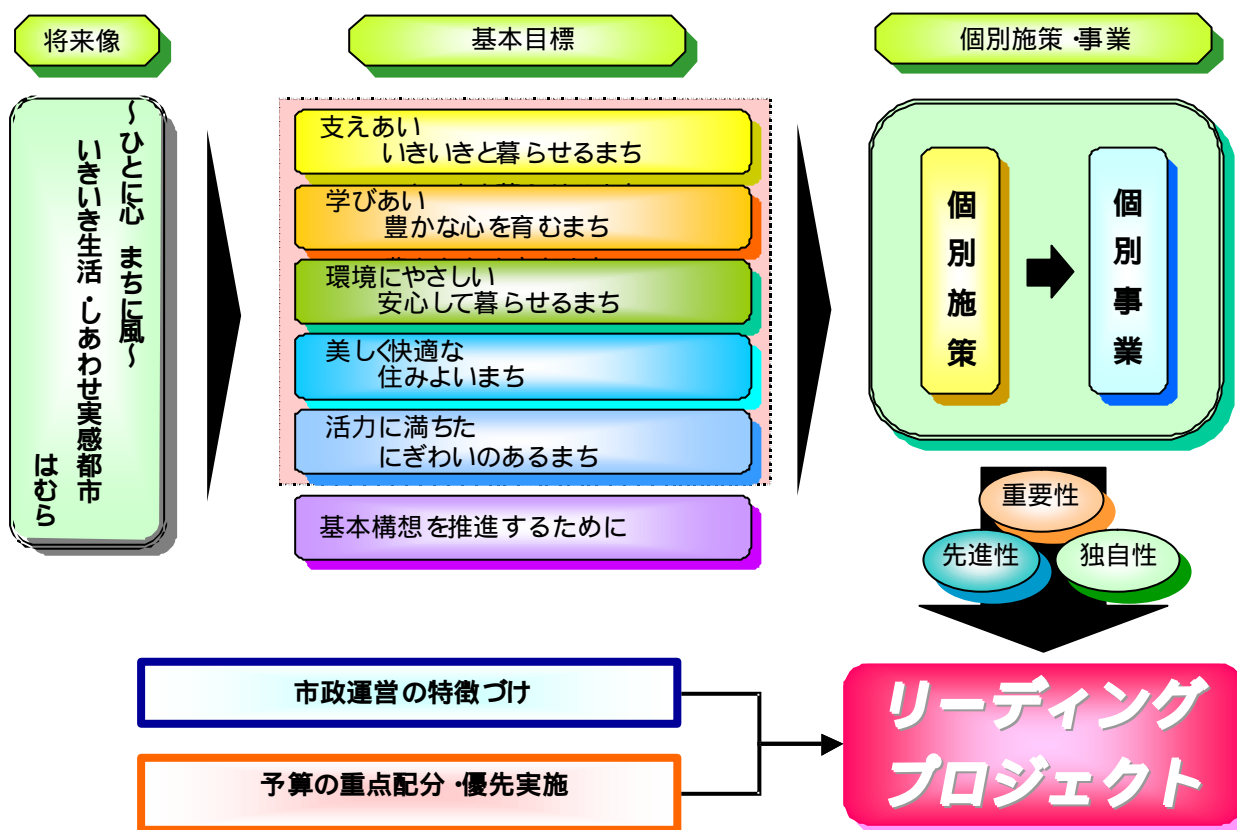 将来像
基本目標
個別施策・事業
～ひとに心 まちに風～
いきいき生活・しあわせ実感都市
はむら
支えあい
いきいきと暮らせるまち
学びあい
豊かな心を育むまち
環境にやさしい
安心して暮らせるまち
美しく快適な
住みよいまち
活力に満ちた
にぎわいのあるまち
基本構想を推進するために
個別施策
個別事業
重要性
先進性
独自性
市政運営の特徴づけ
予算の重点配分・優先実施
リーディング
プロジェクト